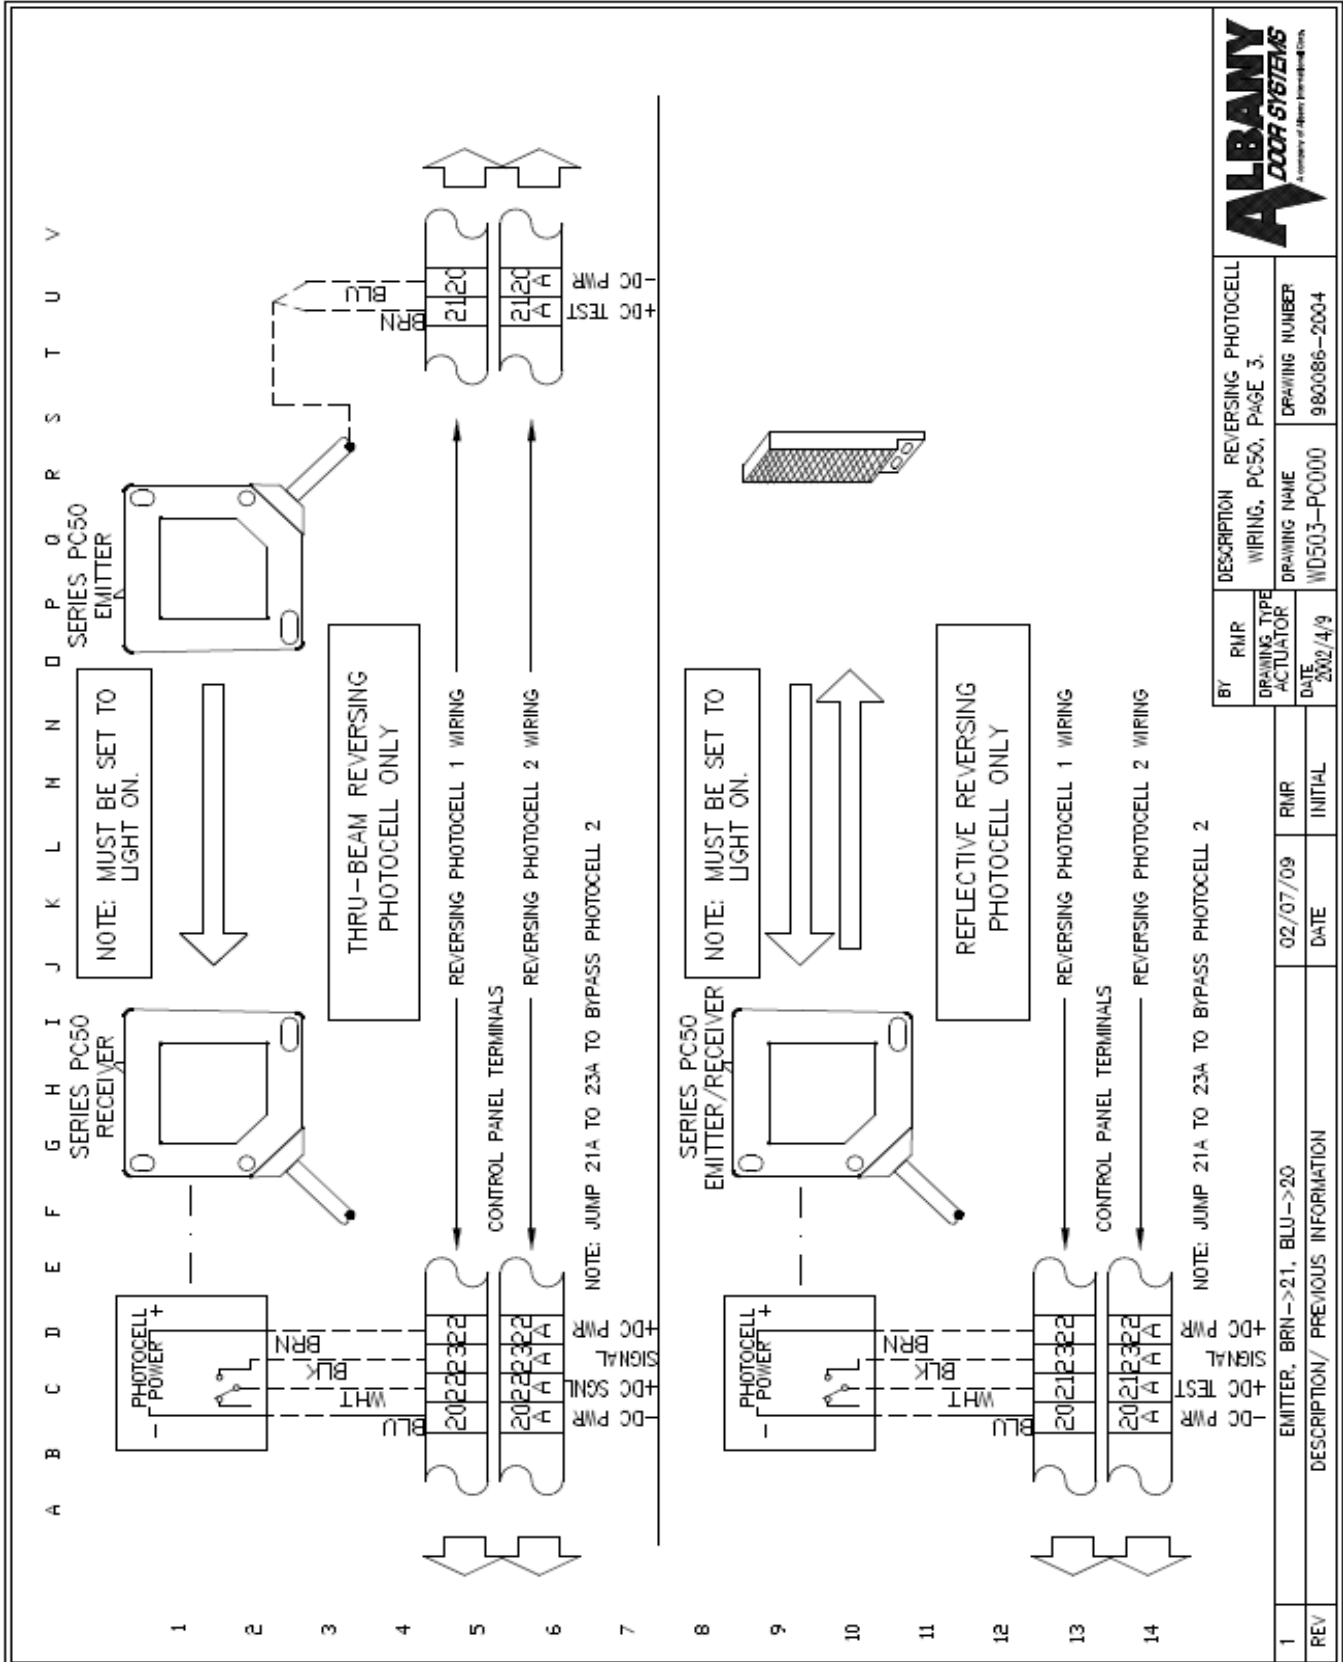 A B C D E F G H I J K L M N O P Q R S T U V
1
2
3
4
5
6
7
8
9
10
11
12
13
14
SERIES PC50
RECEIVER
NOTE: MUST BE SET TO
LIGHT ON.
SERIES PC50
EMITTER
PHOTOCELL
POWER
- +
BLU
WHT
BLK
BRN
BRN
BLU
THRU-BEAM REVERSING
PHOTOCELL ONLY
20 22 23 22
REVERSING PHOTOCELL 1 WIRING
21 20
CONTROL PANEL TERMINALS
20 22 23 22
A A A A
REVERSING PHOTOCELL 2 WIRING
21 20
A A
-DC PWR
+DC SGNL
SIGNAL
+DC PWR
+DC TEST
-DC PWR
NOTE: JUMP 21A TO 23A TO BYPASS PHOTOCELL 2
SERIES PC50
EMITTER/RECEIVER
NOTE: MUST BE SET TO
LIGHT ON.
PHOTOCELL
POWER
- +
BLU
WHT
BLK
BRN
REFLECTIVE REVERSING
PHOTOCELL ONLY
20 21 23 22
REVERSING PHOTOCELL 1 WIRING
CONTROL PANEL TERMINALS
20 21 23 22
A A A A
REVERSING PHOTOCELL 2 WIRING
-DC PWR
+DC TEST
SIGNAL
+DC PWR
NOTE: JUMP 21A TO 23A TO BYPASS PHOTOCELL 2
1 EMITTER, BRN->21, BLU->20 02/07/09 RMR
REV DESCRIPTION/ PREVIOUS INFORMATION DATE INITIAL
BY
RMR
DRAWING TYPE
ACTUATOR
DATE
2002/4/9
DESCRIPTION REVERSING PHOTOCELL
WIRING, PC50, PAGE 3.
DRAWING NAME
WD503-PC000
DRAWING NUMBER
980086-2004
ALBANY
DOOR SYSTEMS
A company of Albany International Corp.